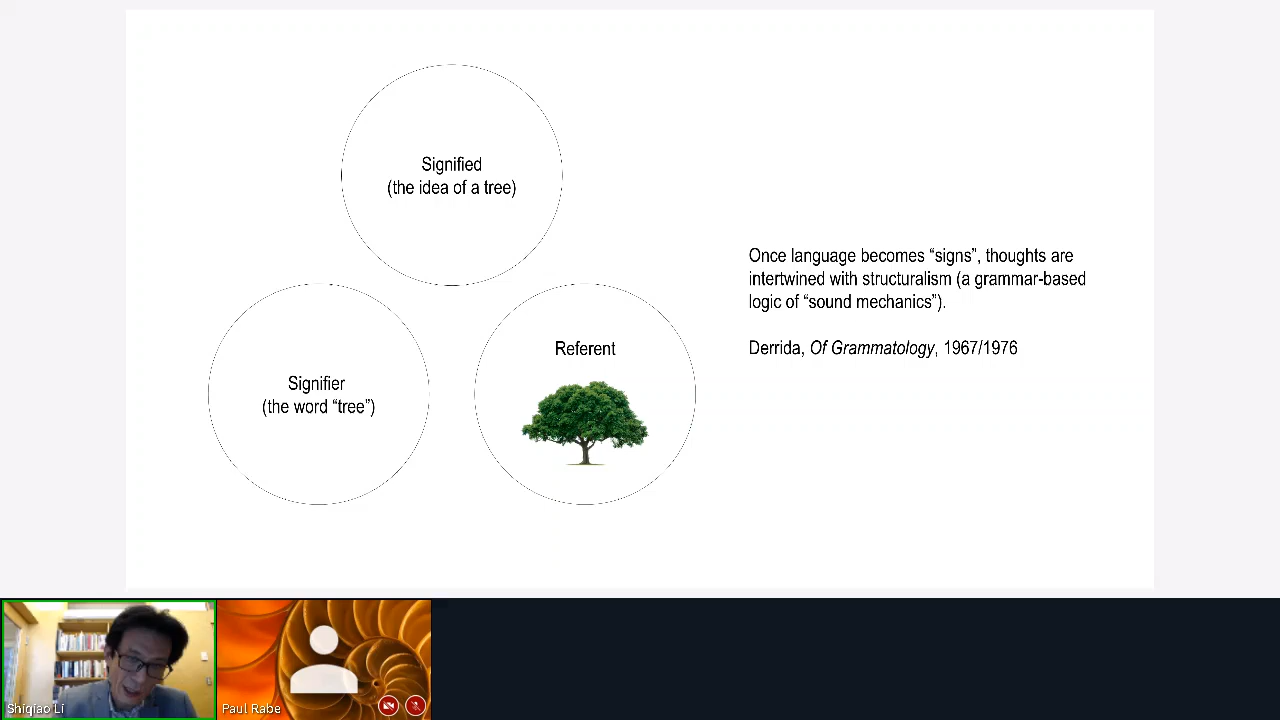 Signified
(the idea of a tree)
Signifier
(the word “tree”)
Referent
Once language becomes “signs”, thoughts are
intertwined with structuralism (a grammar-based
logic of “sound mechanics”).
Derrida, Of Grammatology, 1967/1976
Shiqiao Li
Paul Rabe